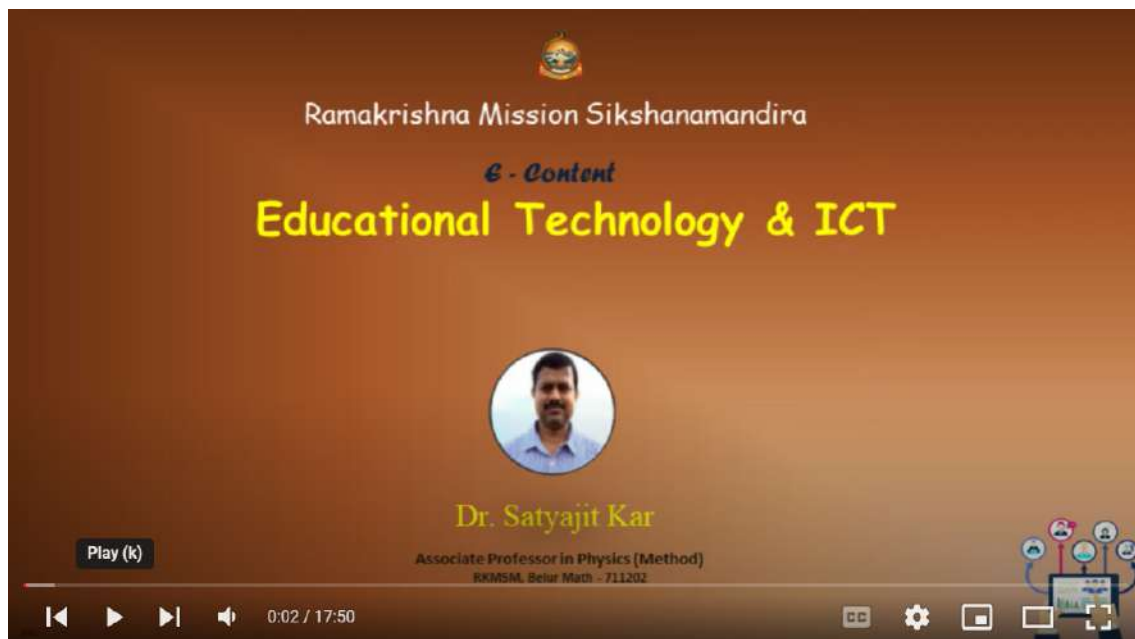 Ramakrishna Mission Sikshanamandira
E - Content
Educational Technology & ICT
Dr. Satyajit Kar
Associate Professor in Physics (Method)
RKMSM, Belur Math - 711202
Play (k)
0:02 / 17:50
CC